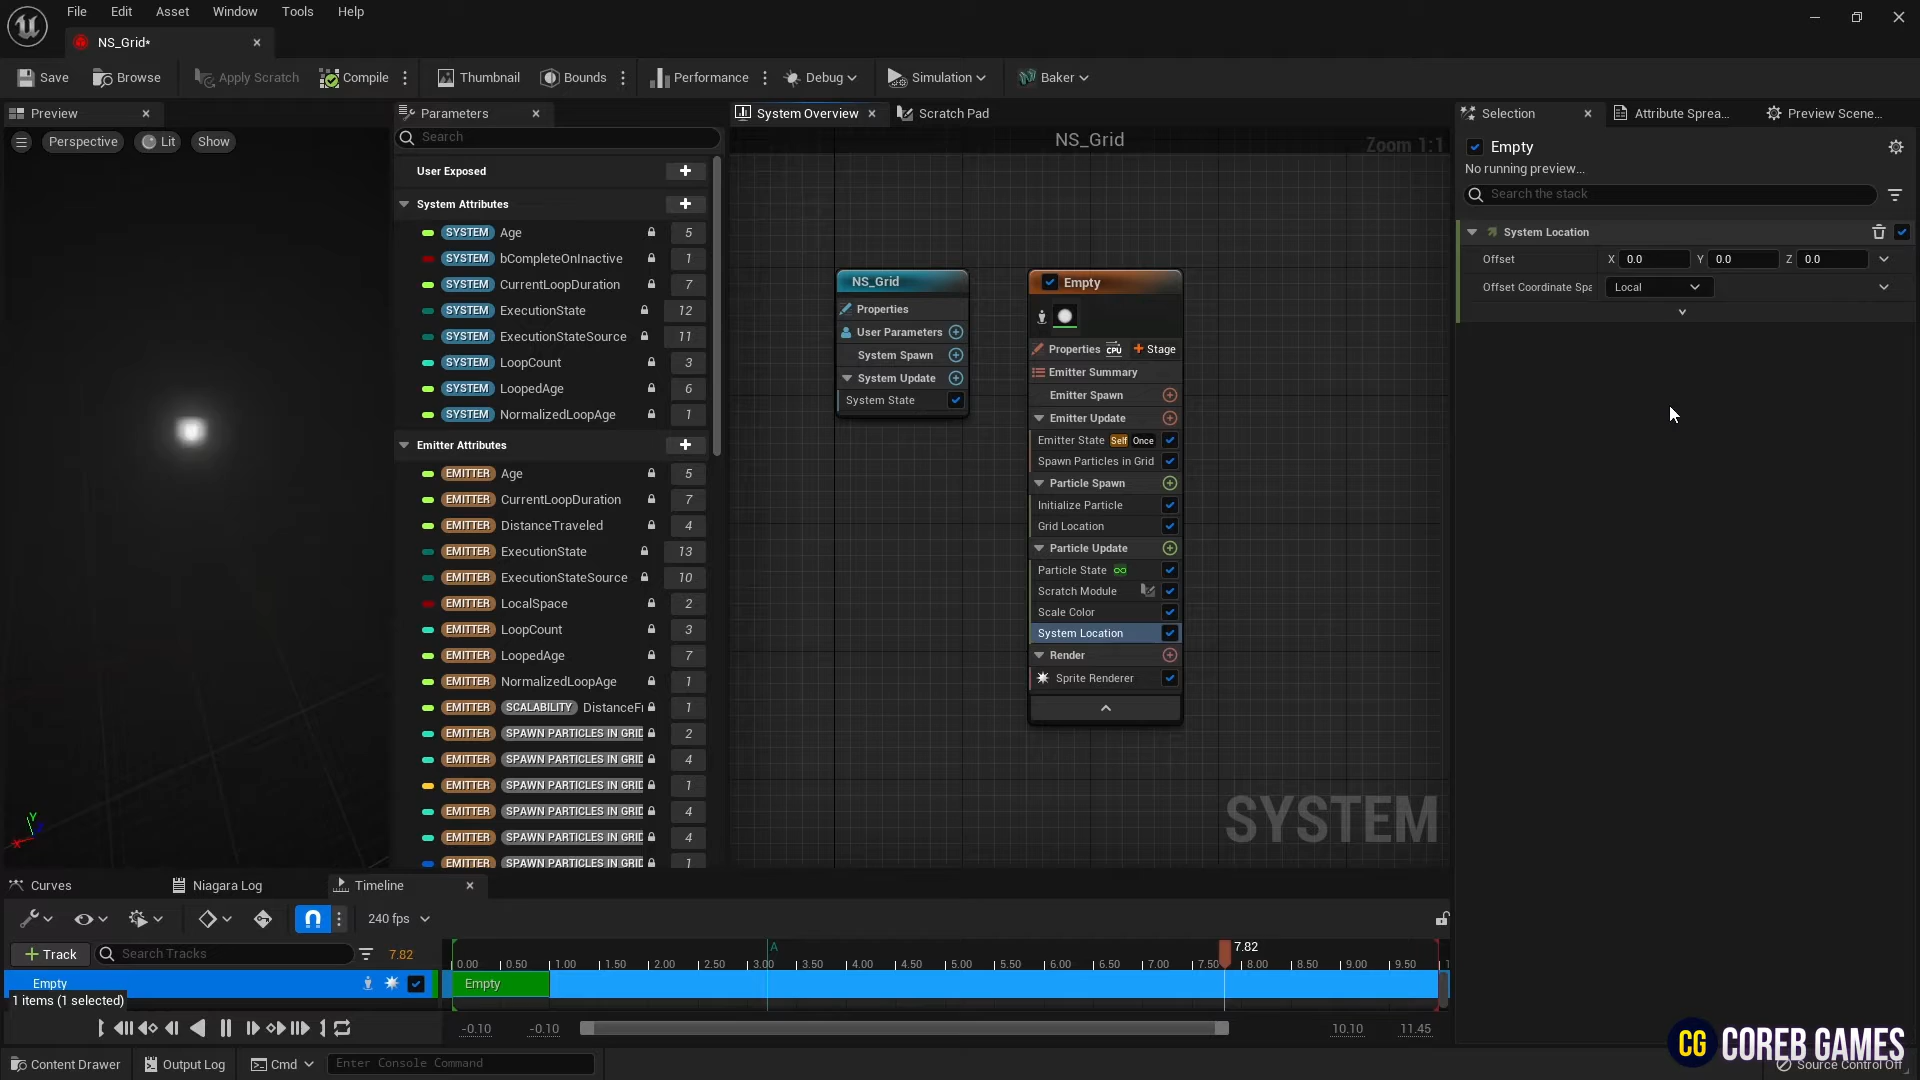 File Edit Asset Window Tools Help
NS_Grid*
Save Browse Apply Scratch Compile Thumbnail Bounds Performance Debug Simulation Baker
Preview Parameters System Overview Scratch Pad Selection Attribute Sprea... Preview Scene...
Perspective Lit Show
Search
NS_Grid
Zoom 1:1
User Exposed
System Attributes
SYSTEM Age 5
SYSTEM bCompleteOnInactive 1
SYSTEM CurrentLoopDuration 7
SYSTEM ExecutionState 12
SYSTEM ExecutionStateSource 11
SYSTEM LoopCount 3
SYSTEM LoopedAge 6
SYSTEM NormalizedLoopAge 1
Emitter Attributes
EMITTER Age 5
EMITTER CurrentLoopDuration 7
EMITTER DistanceTraveled 4
EMITTER ExecutionState 13
EMITTER ExecutionStateSource 10
EMITTER LocalSpace 2
EMITTER LoopCount 3
EMITTER LoopedAge 7
EMITTER NormalizedLoopAge 1
EMITTER SCALABILITY DistanceFr 1
EMITTER SPAWN PARTICLES IN GRID 2
EMITTER SPAWN PARTICLES IN GRID 4
EMITTER SPAWN PARTICLES IN GRID 1
EMITTER SPAWN PARTICLES IN GRID 4
EMITTER SPAWN PARTICLES IN GRID 4
EMITTER SPAWN PARTICLES IN GRID 1
NS_Grid
Properties
User Parameters
System Spawn
System Update
System State
Empty
Properties CPU Stage
Emitter Summary
Emitter Spawn
Emitter Update
Emitter State Self Once
Spawn Particles in Grid
Particle Spawn
Initialize Particle
Grid Location
Particle Update
Particle State
Scratch Module
Scale Color
System Location
Render
Sprite Renderer
SYSTEM
Empty
No running preview...
Search the stack
System Location
Offset X 0.0 Y 0.0 Z 0.0
Offset Coordinate Spa Local
X Y
Curves Niagara Log Timeline
240 fps
Track Search Tracks 7.82
A 7.82
0.00 0.50 1.00 1.50 2.00 2.50 3.00 3.50 4.00 4.50 5.00 5.50 6.00 6.50 7.00 7.50 8.00 8.50 9.00 9.50 1
Empty Empty
1 items (1 selected)
-0.10 -0.10 10.10 11.45
Content Drawer Output Log Cmd Enter Console Command
CG COREB GAMES
Source Control Off